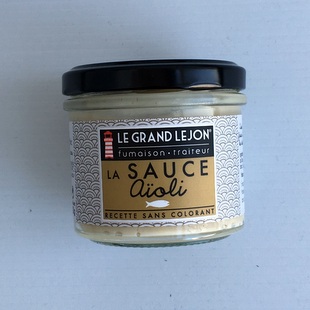 LE GRAND LEJON®
fumaison • traiteur
LA SAUCE
Aïoli
RECETTE SANS COLORANT